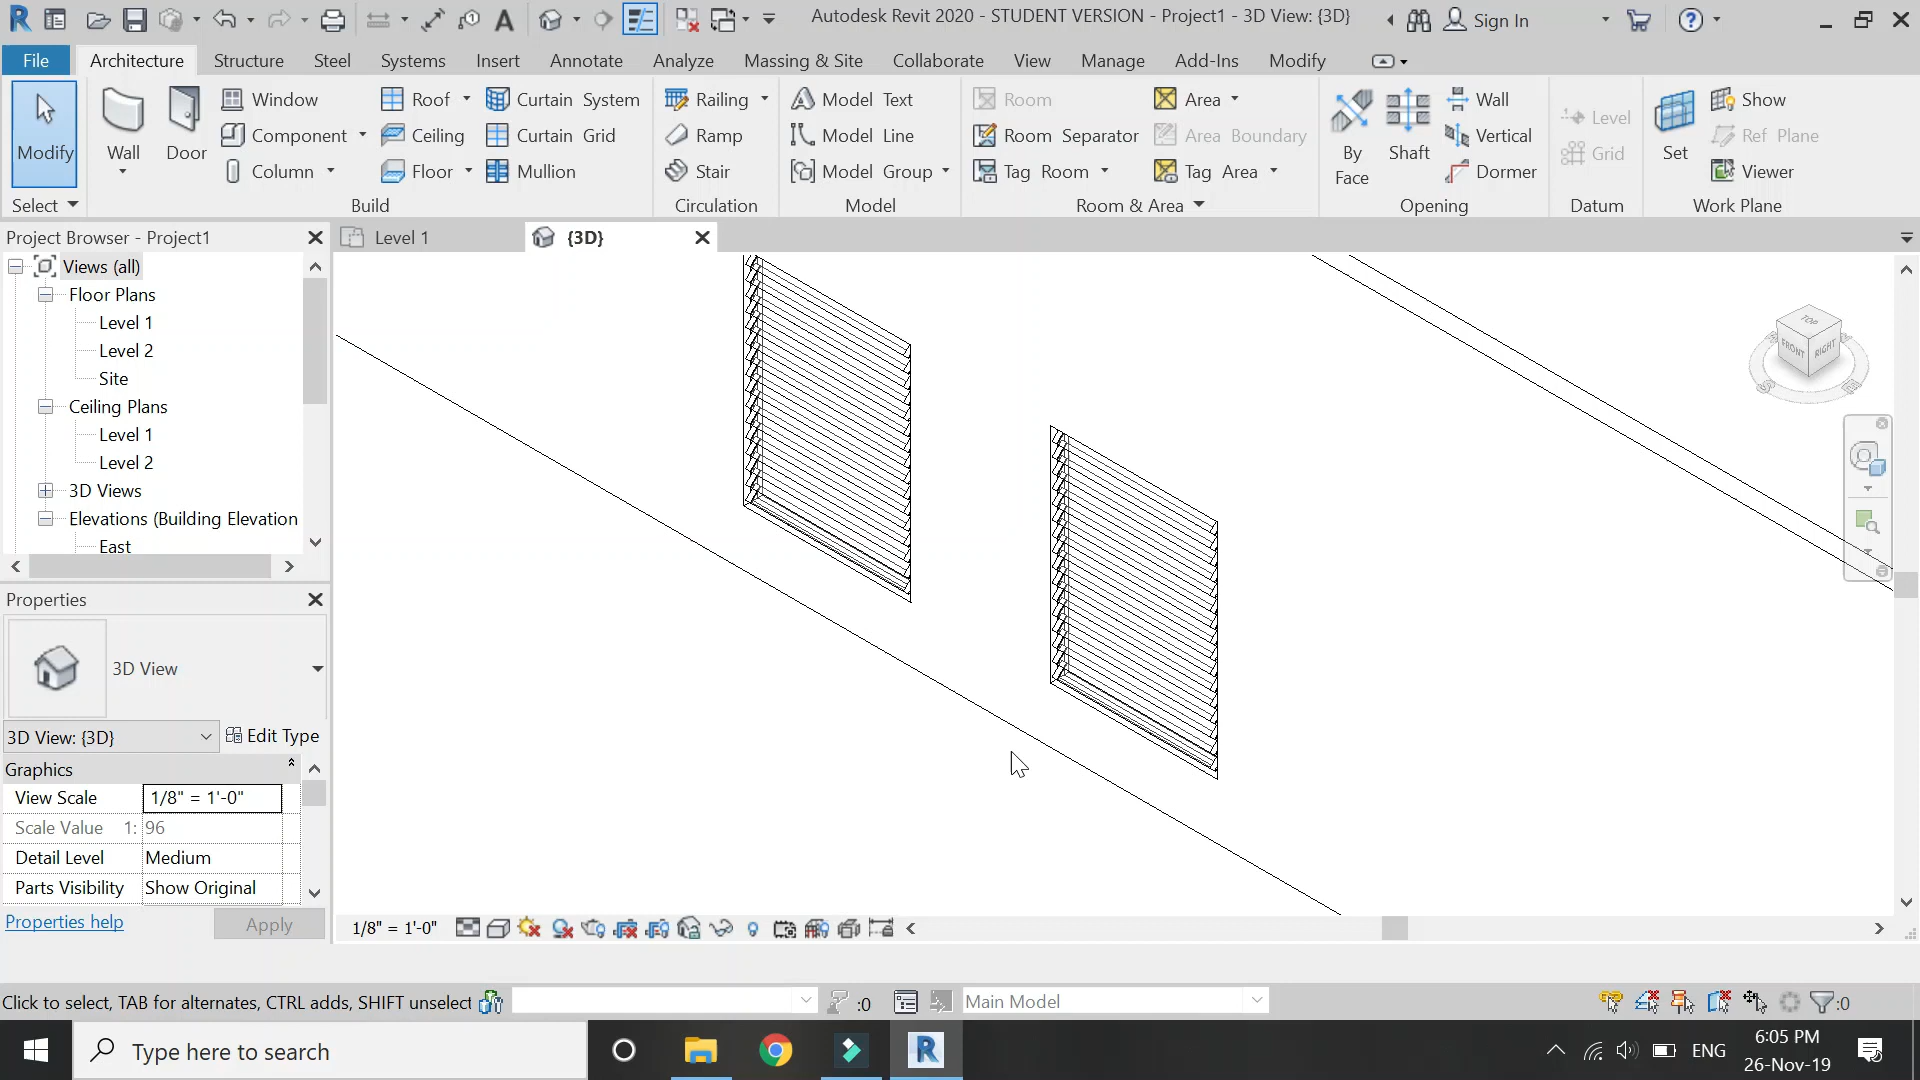 Autodesk Revit 2020 - STUDENT VERSION - Project1 - 3D View: {3D}
Sign In
File
Architecture
Structure
Steel
Systems
Insert
Annotate
Analyze
Massing & Site
Collaborate
View
Manage
Add-Ins
Modify
Modify
Wall
Door
Window
Component
Column
Roof
Ceiling
Floor
Curtain System
Curtain Grid
Mullion
Railing
Ramp
Stair
Model Text
Model Line
Model Group
Room
Room Separator
Tag Room
Area
Area Boundary
Tag Area
By Face
Shaft
Wall
Vertical
Dormer
Level
Grid
Set
Show
Ref Plane
Viewer
Select
Build
Circulation
Model
Room & Area
Opening
Datum
Work Plane
Project Browser - Project1
Level 1
{3D}
Views (all)
Floor Plans
Level 1
Level 2
Site
Ceiling Plans
Level 1
Level 2
3D Views
Elevations (Building Elevation
East
TOP
FRONT
RIGHT
S
E
Properties
3D View
3D View: {3D}
Edit Type
Graphics
View Scale 1/8" = 1'-0"
Scale Value 1: 96
Detail Level Medium
Parts Visibility Show Original
Properties help
Apply
1/8" = 1'-0"
Click to select, TAB for alternates, CTRL adds, SHIFT unselect
:0
Main Model
:0
Type here to search
ENG
6:05 PM
26-Nov-19